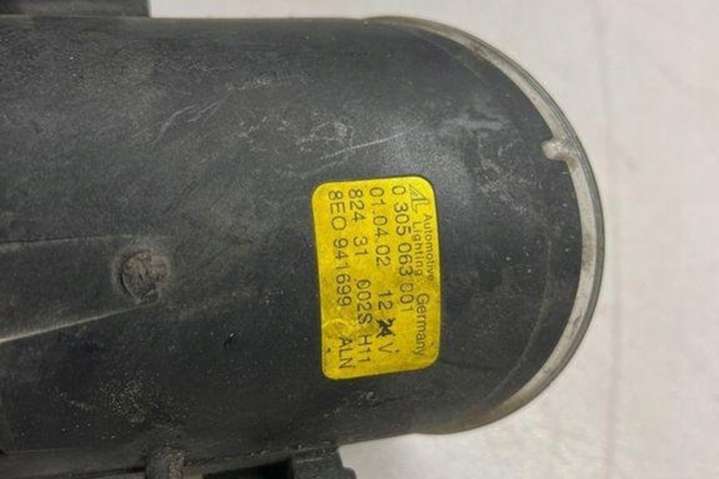 AL Automotive Lighting Germany
0 305 063 001
01.04.02 12 V
824 31 002S H11
8E0 941699 ALN